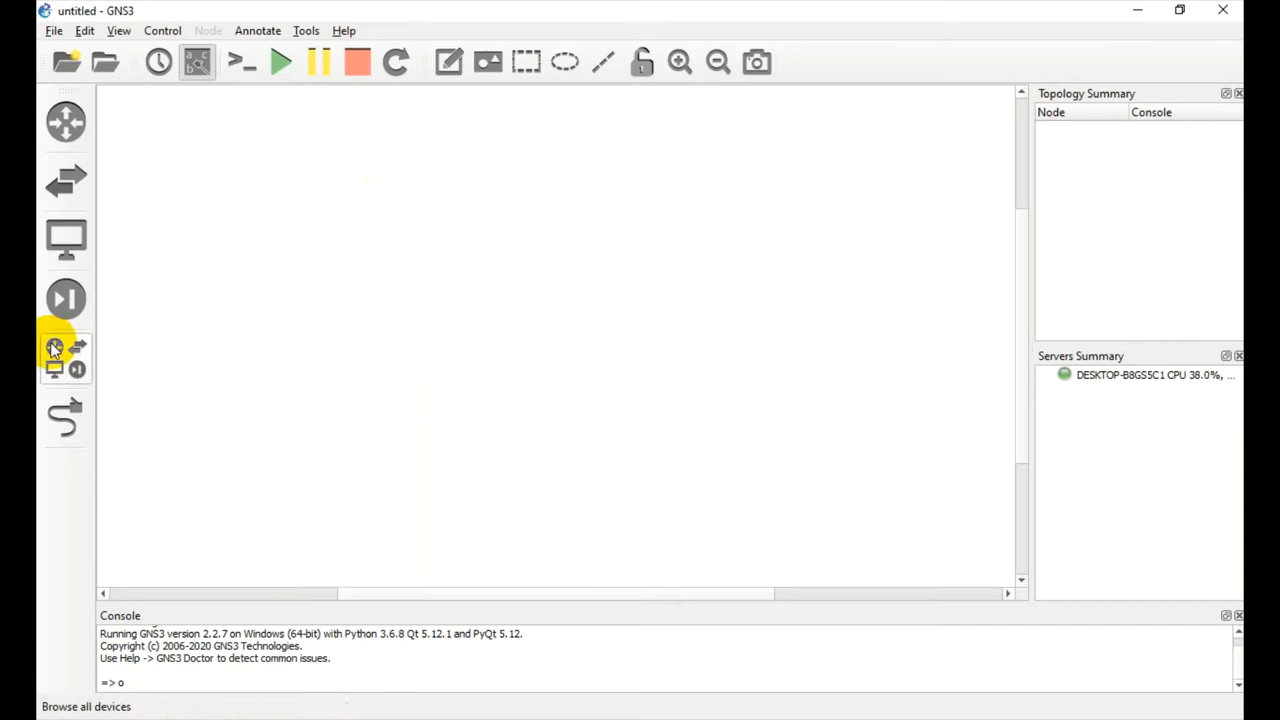 untitled - GNS3
File Edit View Control Node Annotate Tools Help
Topology Summary
Node Console
Servers Summary
DESKTOP-B8GS5C1 CPU 38.0%, ...
Console
Running GNS3 version 2.2.7 on Windows (64-bit) with Python 3.6.8 Qt 5.12.1 and PyQt 5.12.
Copyright (c) 2006-2020 GNS3 Technologies.
Use Help -> GNS3 Doctor to detect common issues.
=> o
Browse all devices